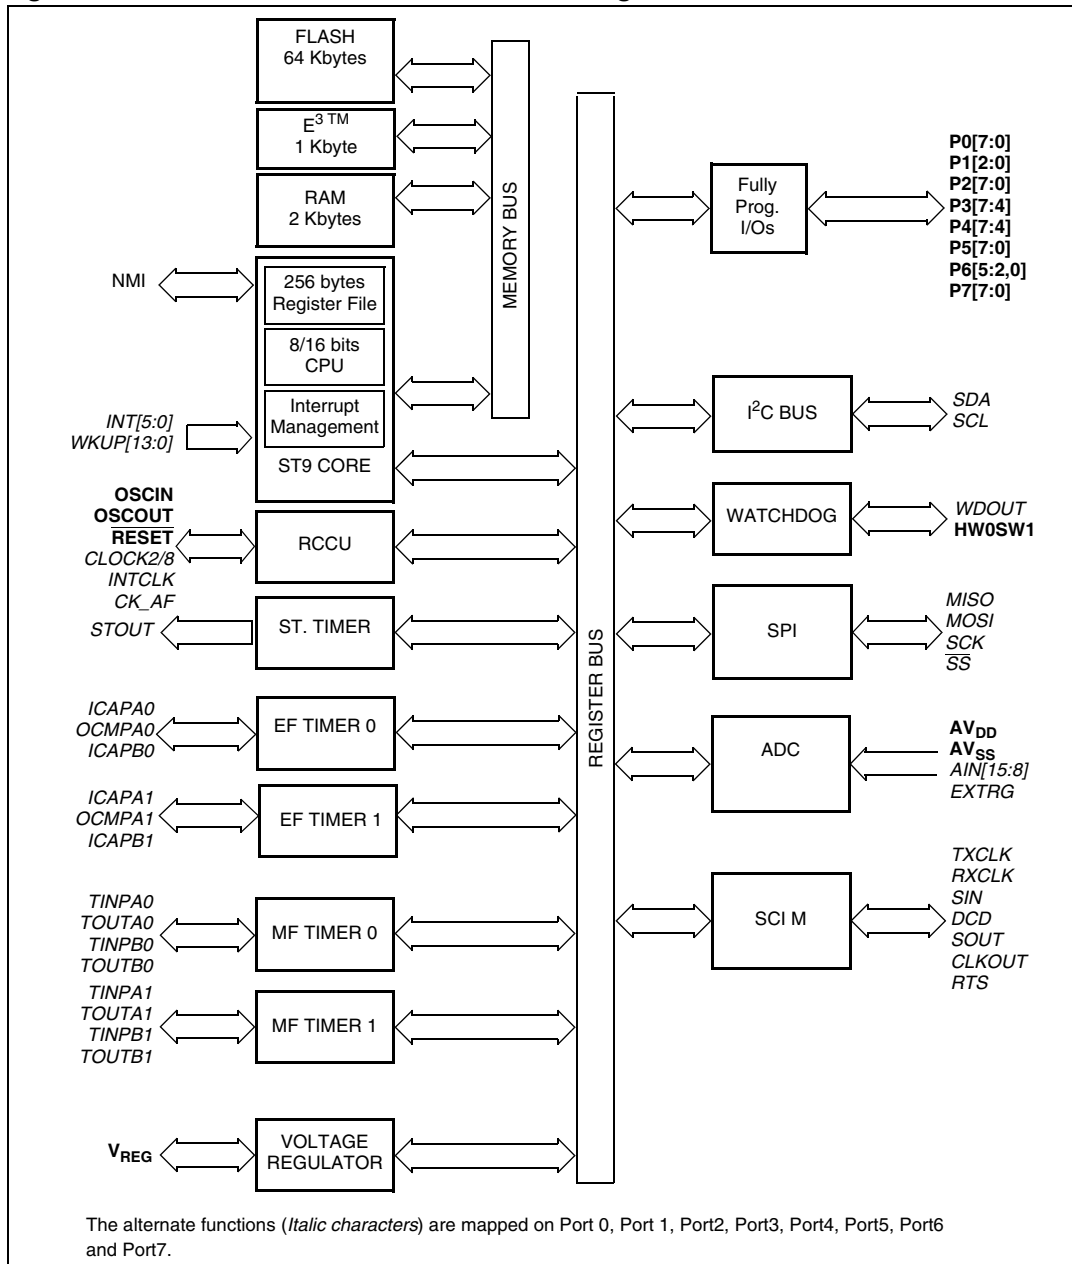 FLASH
64 Kbytes
E3 TM
1 Kbyte
RAM
2 Kbytes
NMI
256 bytes
Register File
8/16 bits
CPU
Interrupt
Management
ST9 CORE
INT[5:0]
WKUP[13:0]
MEMORY BUS
OSCIN
OSCOUT
RESET
CLOCK2/8
INTCLK
CK_AF
RCCU
STOUT
ST. TIMER
ICAPA0
OCMPA0
ICAPB0
EF TIMER 0
ICAPA1
OCMPA1
ICAPB1
EF TIMER 1
TINPA0
TOUTA0
TINPB0
TOUTB0
MF TIMER 0
TINPA1
TOUTA1
TINPB1
TOUTB1
MF TIMER 1
VREG
VOLTAGE
REGULATOR
REGISTER BUS
Fully
Prog.
I/Os
P0[7:0]
P1[2:0]
P2[7:0]
P3[7:4]
P4[7:4]
P5[7:0]
P6[5:2,0]
P7[7:0]
I2C BUS
SDA
SCL
WATCHDOG
WDOUT
HW0SW1
SPI
MISO
MOSI
SCK
SS
ADC
AVDD
AVSS
AIN[15:8]
EXTRG
SCI M
TXCLK
RXCLK
SIN
DCD
SOUT
CLKOUT
RTS
The alternate functions (Italic characters) are mapped on Port 0, Port 1, Port2, Port3, Port4, Port5, Port6
and Port7.